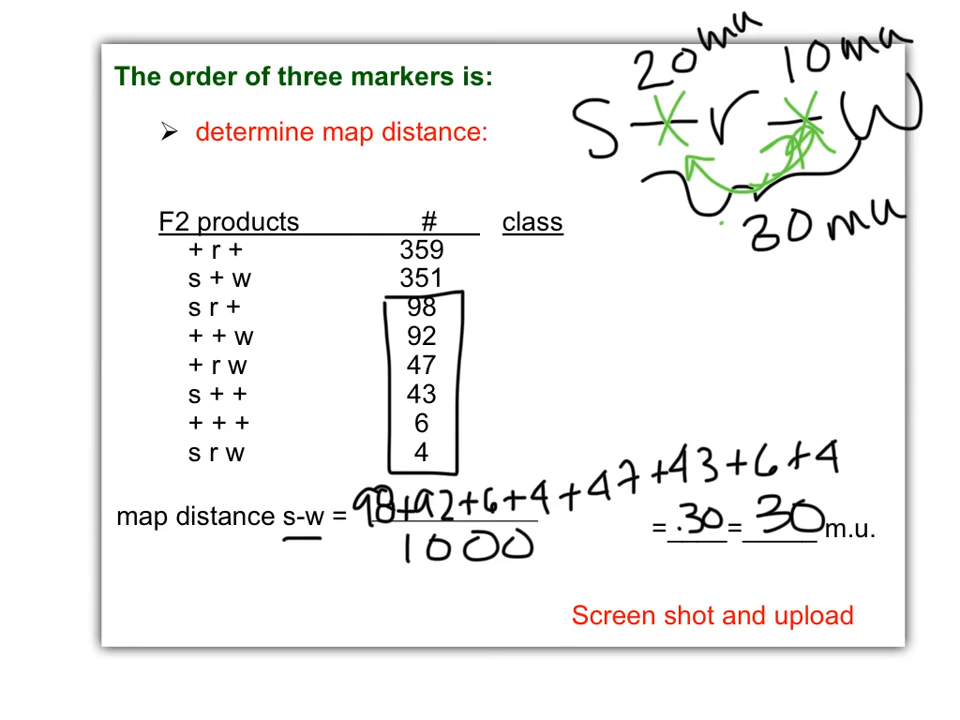 20mu 10mu
The order of three markers is:
s r w
➢ determine map distance:
30mu
F2 products # class
+ r + 359
s + w 351
s r + 98
+ + w 92
+ r w 47
s + + 43
+ + + 6
s r w 4
98+92+6+4+47+43+6+4
map distance s-w = =.30=30 m.u.
1000
Screen shot and upload